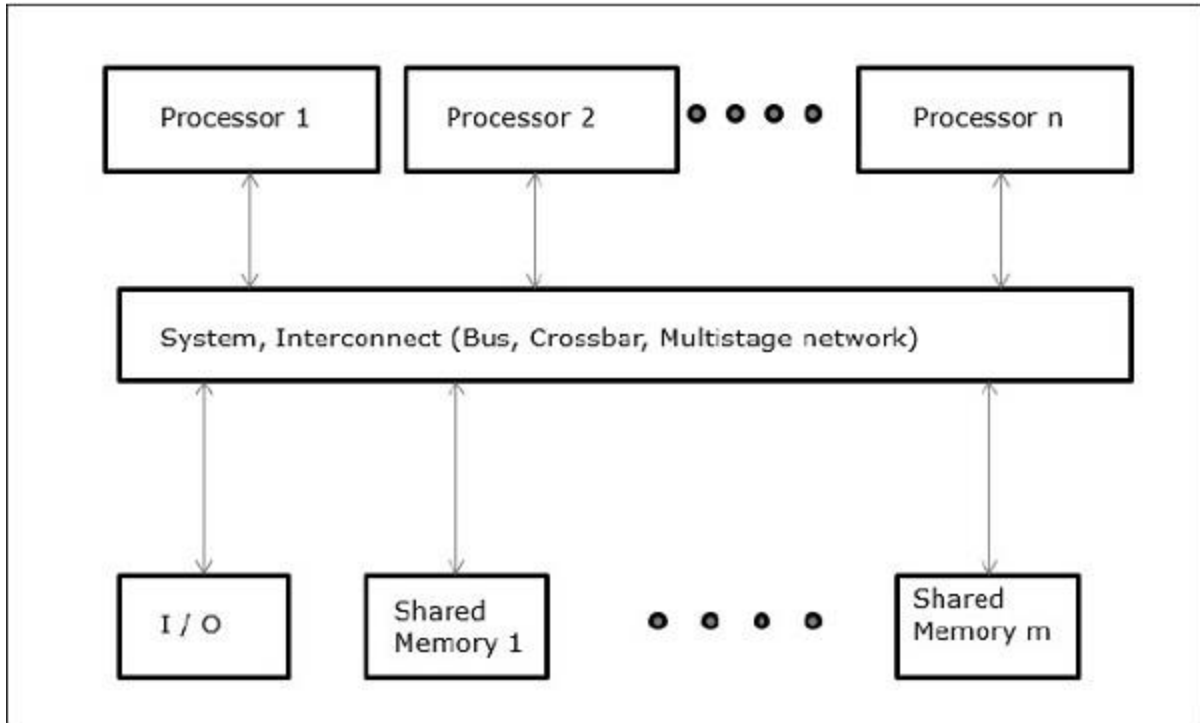 Processor 1
Processor 2
Processor n
System, Interconnect (Bus, Crossbar, Multistage network)
I / O
Shared
Memory 1
Shared
Memory m